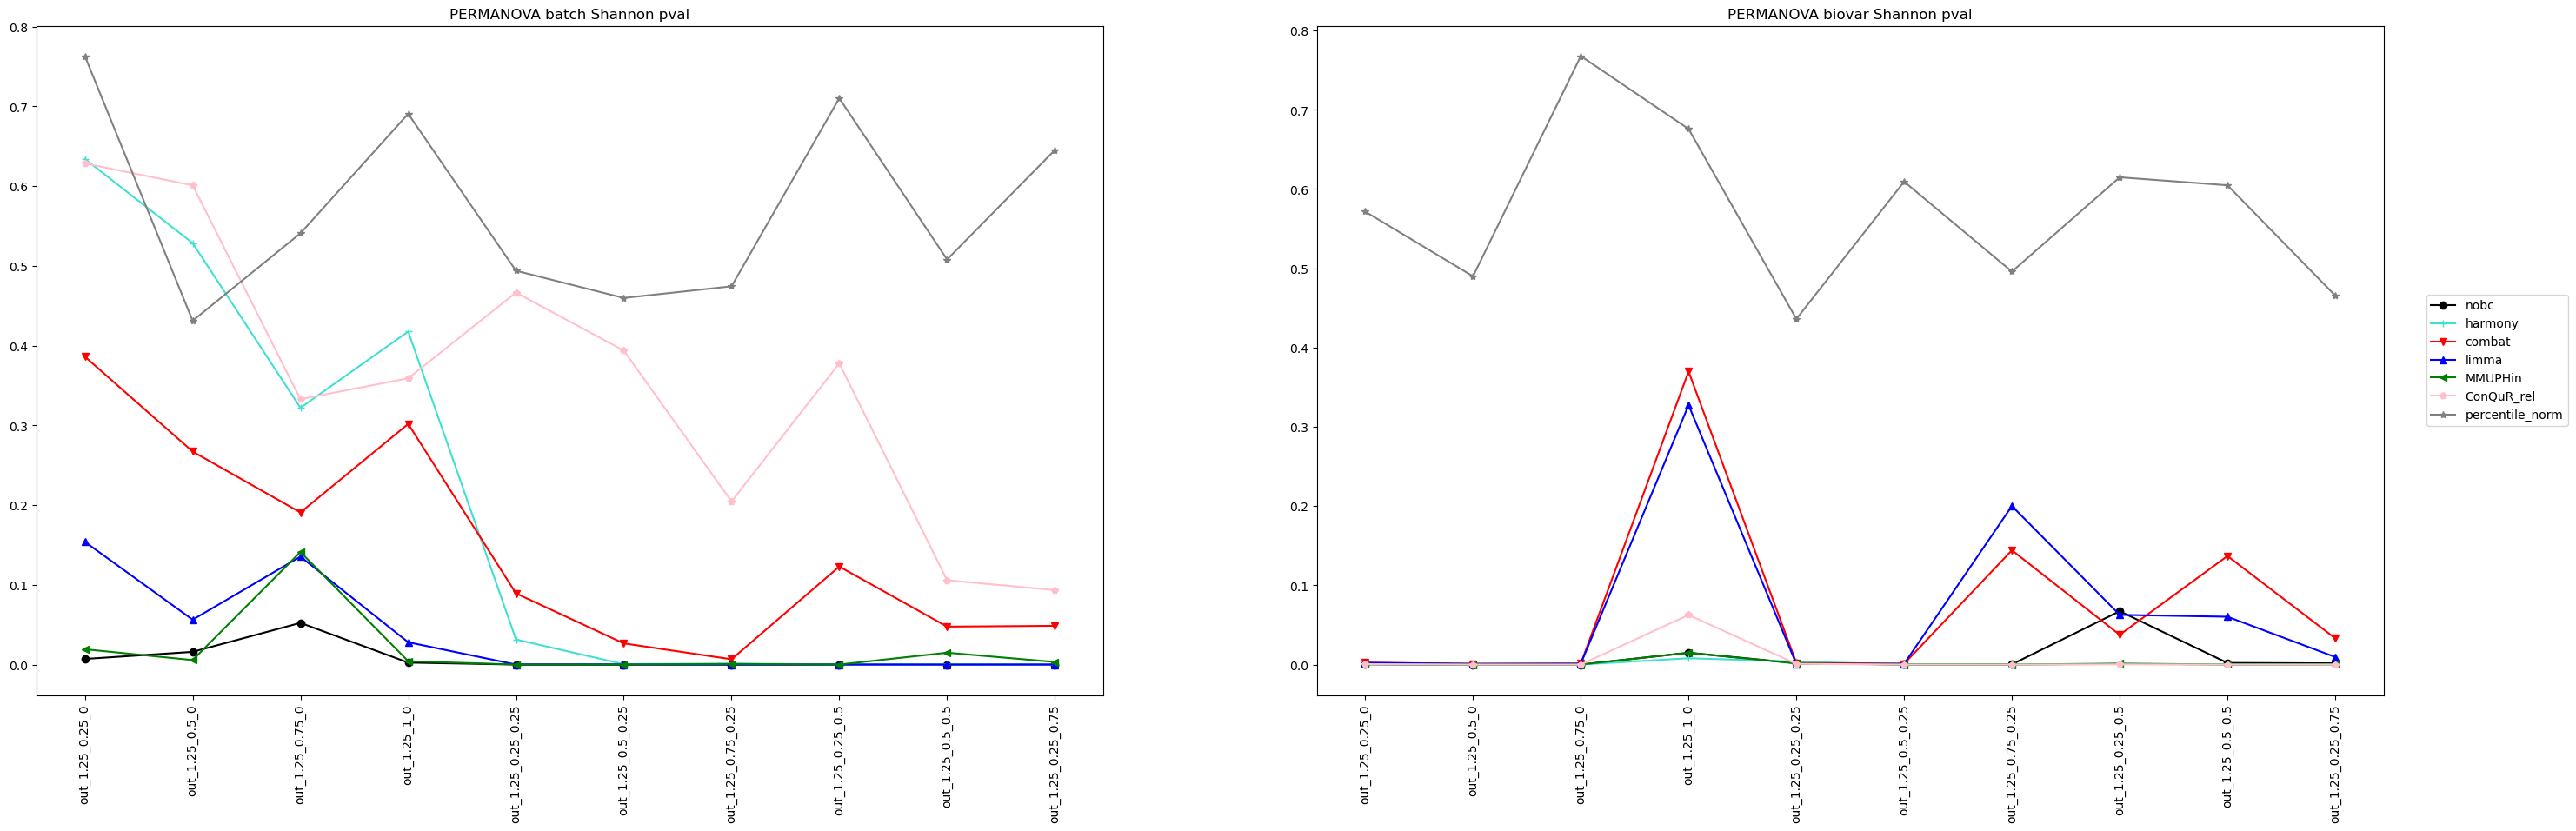 PERMANOVA batch Shannon pval
0.8
0.7
0.6
0.5
0.4
0.3
0.2
0.1
0.0
out_1.25_0.25_0
out_1.25_0.5_0
out_1.25_0.75_0
out_1.25_1_0
out_1.25_0.25_0.25
out_1.25_0.5_0.25
out_1.25_0.75_0.25
out_1.25_0.25_0.5
out_1.25_0.5_0.5
out_1.25_0.25_0.75
PERMANOVA biovar Shannon pval
0.8
0.7
0.6
0.5
0.4
0.3
0.2
0.1
0.0
out_1.25_0.25_0
out_1.25_0.5_0
out_1.25_0.75_0
out_1.25_1_0
out_1.25_0.25_0.25
out_1.25_0.5_0.25
out_1.25_0.75_0.25
out_1.25_0.25_0.5
out_1.25_0.5_0.5
out_1.25_0.25_0.75
nobc
harmony
combat
limma
MMUPHin
ConQuR_rel
percentile_norm